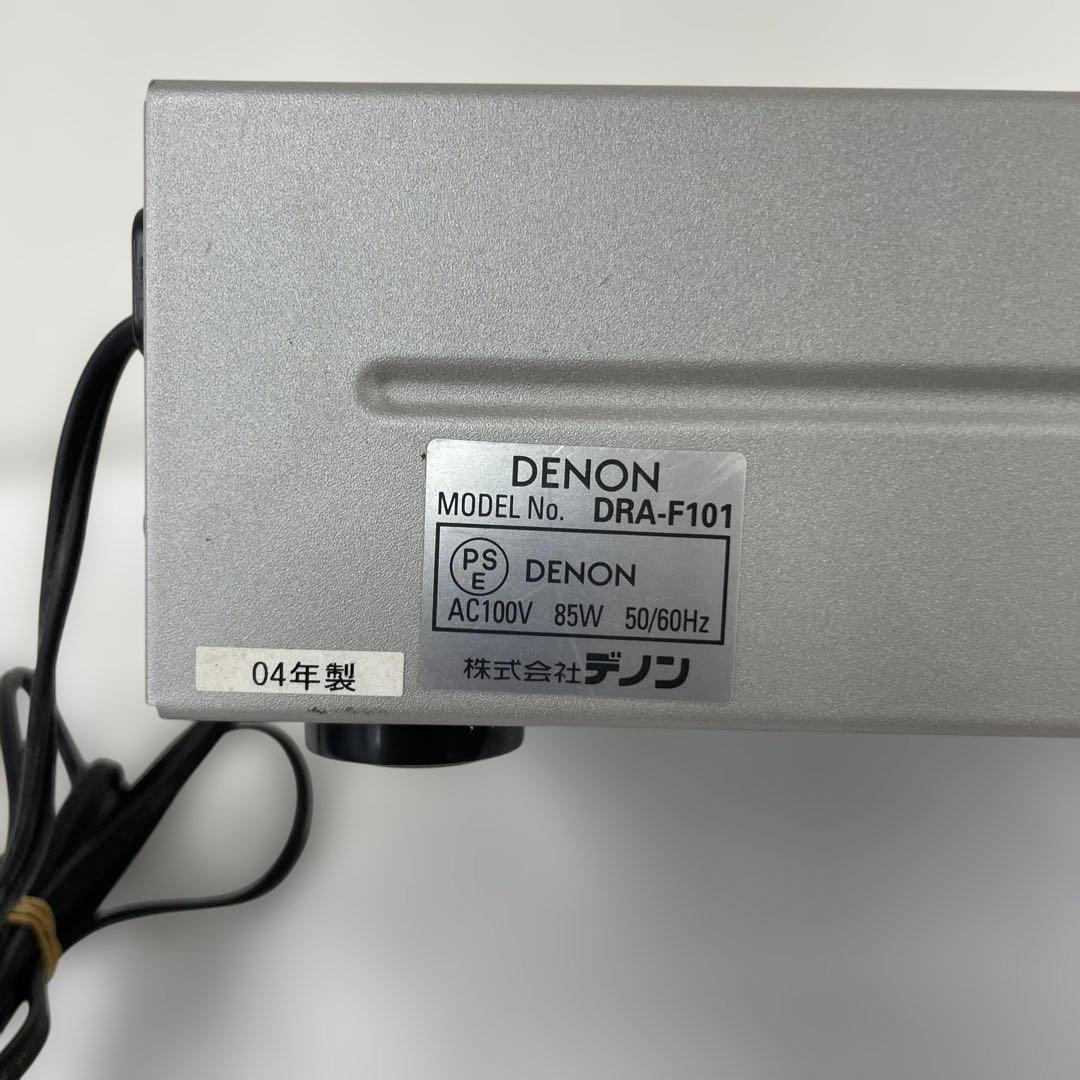 DENON
MODEL No. DRA-F101
PS
E
DENON
AC100V 85W 50/60Hz
株式会社デノン
04年製